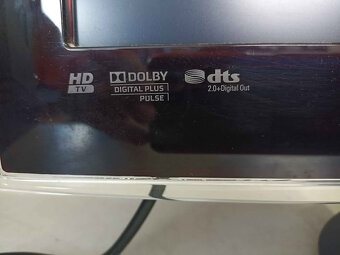 HD
TV
DOLBY
DIGITAL PLUS
PULSE
dts
2.0+Digital Out